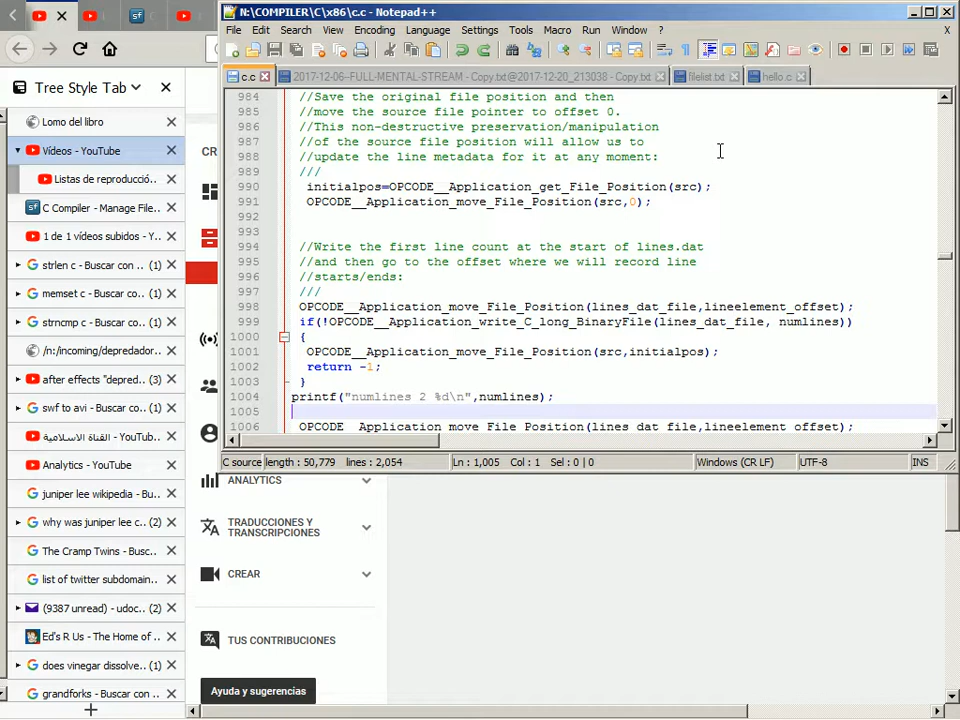 N:\COMPILER\C\x86\c.c - Notepad++
File Edit Search View Encoding Language Settings Tools Macro Run Window ? X
c.c
2017-12-06-FULL-MENTAL-STREAM - Copy.txt@2017-12-20_213038 - Copy.txt
filelist.txt
hello.c
984 //Save the original file position and then
985 //move the source file pointer to offset 0.
986 //This non-destructive preservation/manipulation
987 //of the source file position will allow us to
988 //update the line metadata for it at any moment:
989 ///
990 initialpos=OPCODE__Application_get_File_Position(src);
991 OPCODE__Application_move_File_Position(src,0);
992
993
994 //Write the first line count at the start of lines.dat
995 //and then go to the offset where we will record line
996 //starts/ends:
997 ///
998 OPCODE__Application_move_File_Position(lines_dat_file,lineelement_offset);
999 if(!OPCODE__Application_write_C_long_BinaryFile(lines_dat_file, numlines))
1000 {
1001 OPCODE__Application_move_File_Position(src,initialpos);
1002 return -1;
1003 }
1004 printf("numlines 2 %d\n",numlines);
1005
1006 OPCODE__Application_move_File_Position(lines_dat_file,lineelement_offset);
C source length : 50,779 lines : 2,054 Ln : 1,005 Col : 1 Sel : 0 | 0 Windows (CR LF) UTF-8 INS
Tree Style Tab
Lomo del libro
Vídeos - YouTube
Listas de reproducció..
C Compiler - Manage File..
1 de 1 vídeos subidos - Y..
strlen c - Buscar con .. (1)
memset c - Buscar c.. (1)
strncmp c - Buscar c.. (1)
/n:/incoming/depredador..
after effects "depred.. (3)
swf to avi - Buscar c.. (1)
القناة الاسلامية - YouTub..
Analytics - YouTube
juniper lee wikipedia - Bu..
why was juniper lee c.. (2)
The Cramp Twins - Busc..
list of twitter subdomain..
(9387 unread) - udoc.. (2)
Ed's R Us - The Home of ..
does vinegar dissolve.. (1)
grandforks - Buscar con ..
CR
ANALYTICS
TRADUCCIONES Y
TRANSCRIPCIONES
CREAR
TUS CONTRIBUCIONES
Ayuda y sugerencias